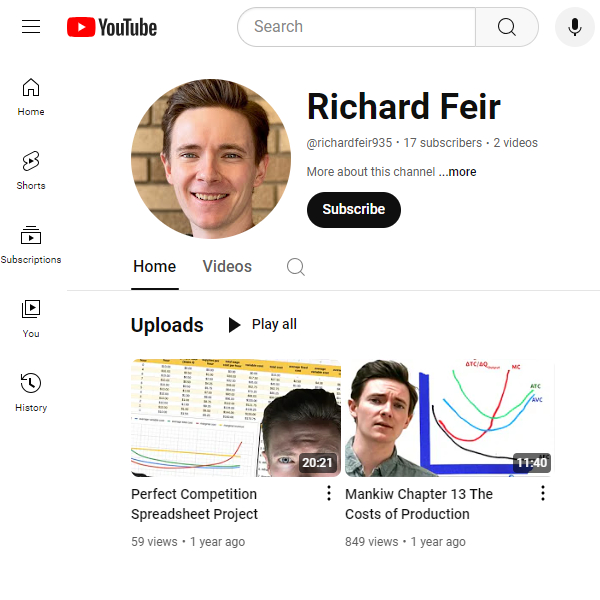 YouTube
Search
Home
Shorts
Subscriptions
You
History
Richard Feir
@richardfeir935 • 17 subscribers • 2 videos
More about this channel ...more
Subscribe
Home Videos
Uploads Play all
20:21
MC
ATC
AVC
11:40
Perfect Competition
Spreadsheet Project
59 views • 1 year ago
Mankiw Chapter 13 The
Costs of Production
849 views • 1 year ago